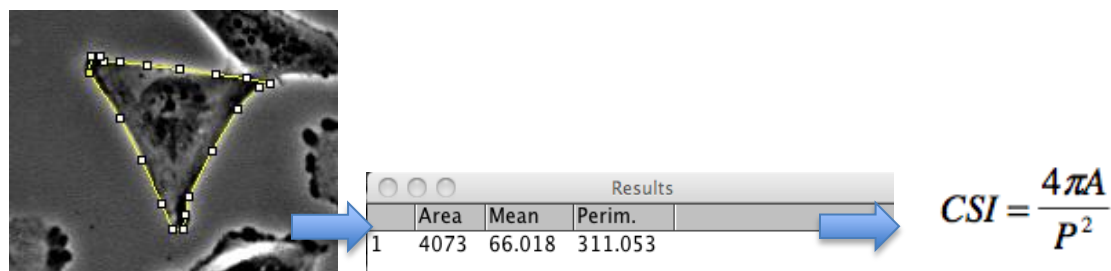 Results
Area Mean Perim.
1 4073 66.018 311.053
CSI = 4πA / P²